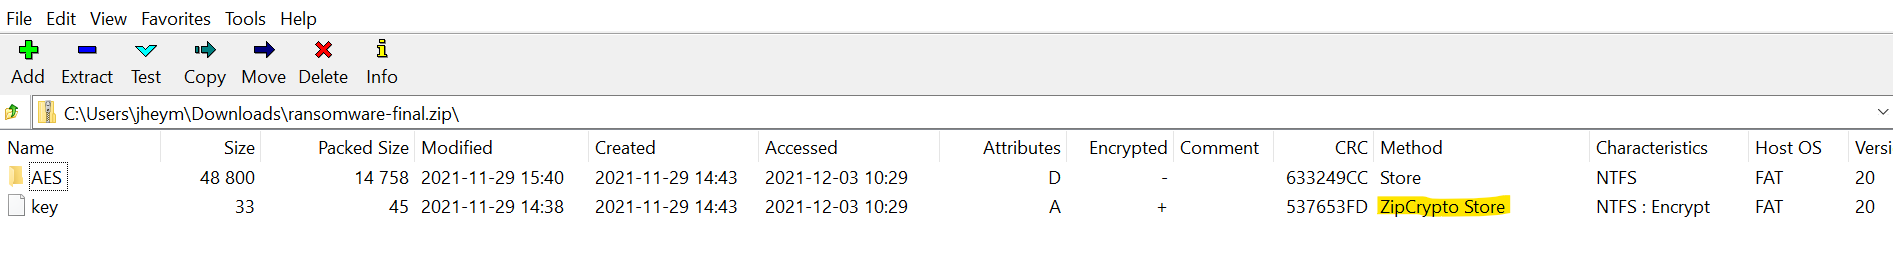 File Edit View Favorites Tools Help
Add Extract Test Copy Move Delete Info
C:\Users\jheym\Downloads\ransomware-final.zip\
Name Size Packed Size Modified Created Accessed Attributes Encrypted Comment CRC Method Characteristics Host OS Versi
AES 48 800 14 758 2021-11-29 15:40 2021-11-29 14:43 2021-12-03 10:29 D - 633249CC Store NTFS FAT 20
key 33 45 2021-11-29 14:38 2021-11-29 14:43 2021-12-03 10:29 A + 537653FD ZipCrypto Store NTFS : Encrypt FAT 20